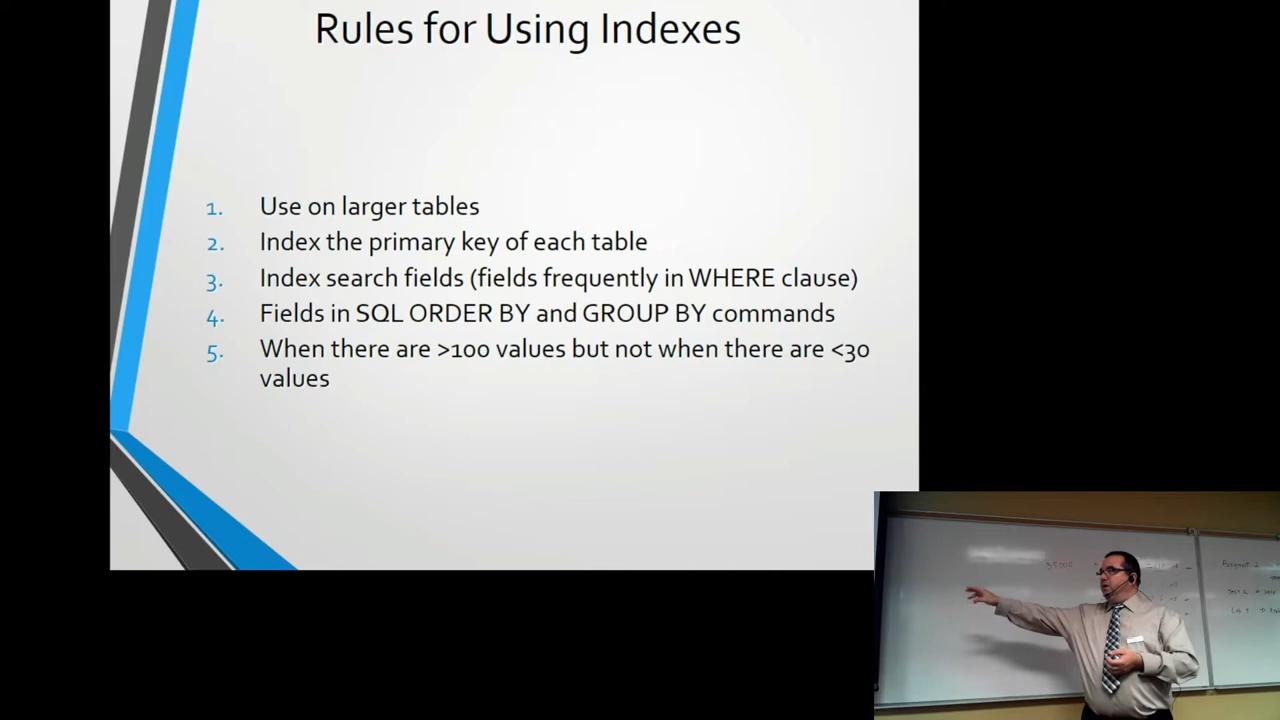 Rules for Using Indexes
1. Use on larger tables
2. Index the primary key of each table
3. Index search fields (fields frequently in WHERE clause)
4. Fields in SQL ORDER BY and GROUP BY commands
5. When there are >100 values but not when there are <30
values
35000